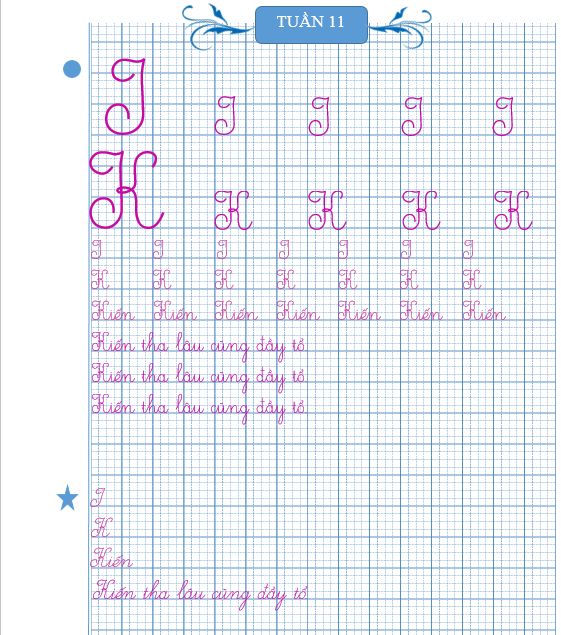 TUẦN 11
I
I I I I
K
K K K K
I I I I I I I
K K K K K K K
Kiến Kiến Kiến Kiến Kiến Kiến Kiến
Kiến tha lâu cũng đầy tổ
Kiến tha lâu cũng đầy tổ
Kiến tha lâu cũng đầy tổ
I
K
Kiến
Kiến tha lâu cũng đầy tổ